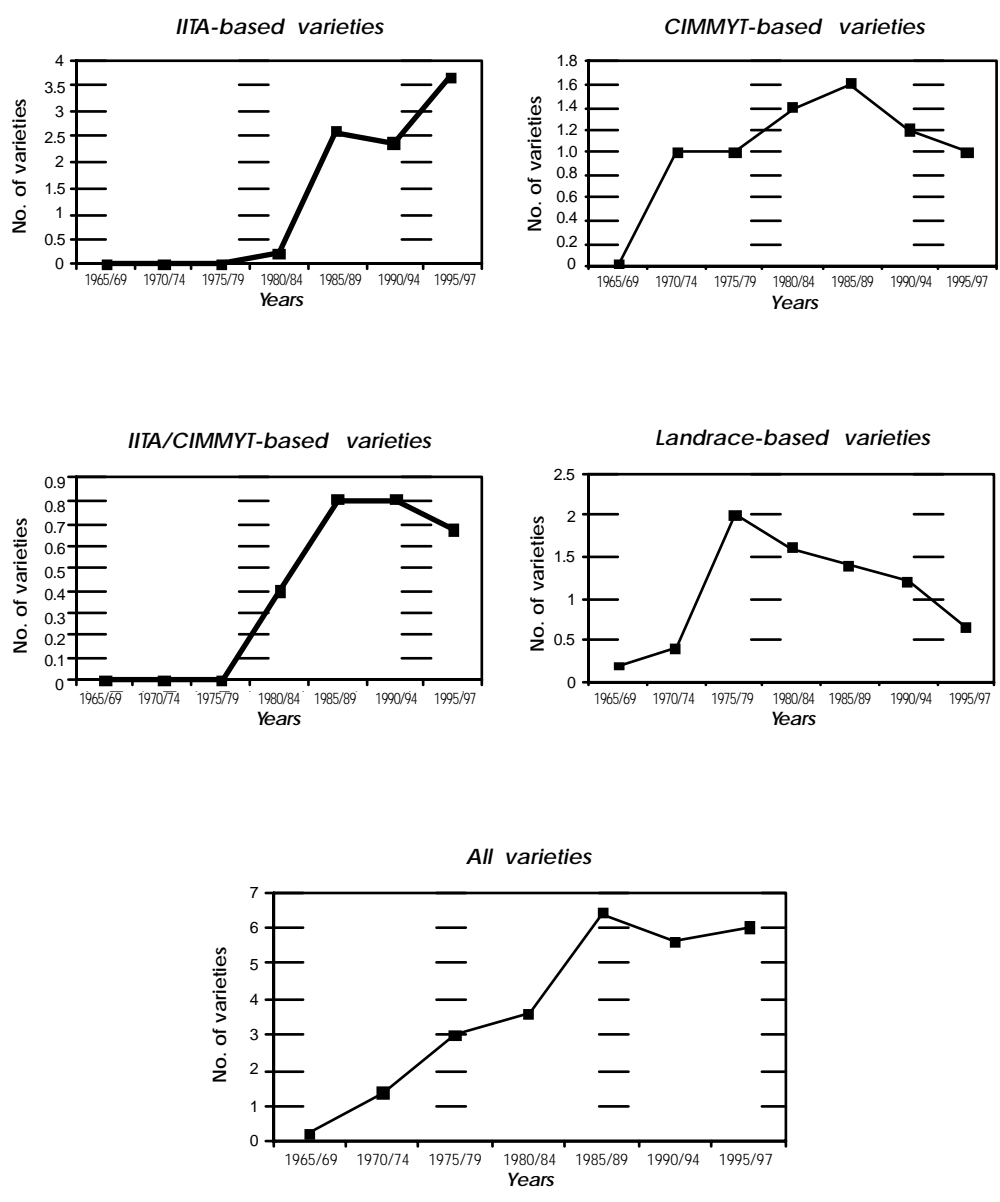 IITA-based varieties
No. of varieties
4
3.5
3
2.5
2
1.5
1
0.5
0
1965/69 1970/74 1975/79 1980/84 1985/89 1990/94 1995/97
Years
CIMMYT-based varieties
No. of varieties
1.8
1.6
1.4
1.2
1.0
0.8
0.6
0.4
0.2
0
1965/69 1970/74 1975/79 1980/84 1985/89 1990/94 1995/97
Years
IITA/CIMMYT-based varieties
No. of varieties
0.9
0.8
0.7
0.6
0.5
0.4
0.3
0.2
0.1
0
1965/69 1970/74 1975/79 1980/84 1985/89 1990/94 1995/97
Years
Landrace-based varieties
No. of varieties
2.5
2
1.5
1
0.5
0
1965/69 1970/74 1975/79 1980/84 1985/89 1990/94 1995/97
Years
All varieties
No. of varieties
7
6
5
4
3
2
1
0
1965/69 1970/74 1975/79 1980/84 1985/89 1990/94 1995/97
Years